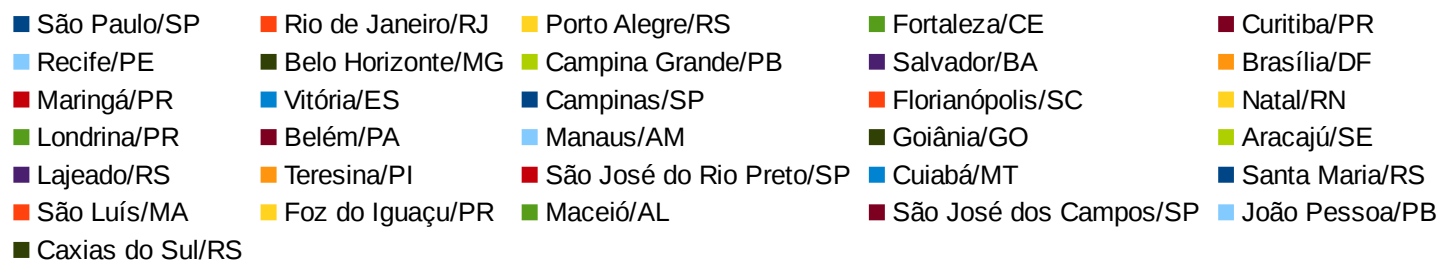 São Paulo/SP Rio de Janeiro/RJ Porto Alegre/RS Fortaleza/CE Curitiba/PR
Recife/PE Belo Horizonte/MG Campina Grande/PB Salvador/BA Brasília/DF
Maringá/PR Vitória/ES Campinas/SP Florianópolis/SC Natal/RN
Londrina/PR Belém/PA Manaus/AM Goiânia/GO Aracajú/SE
Lajeado/RS Teresina/PI São José do Rio Preto/SP Cuiabá/MT Santa Maria/RS
São Luís/MA Foz do Iguaçu/PR Maceió/AL São José dos Campos/SP João Pessoa/PB
Caxias do Sul/RS